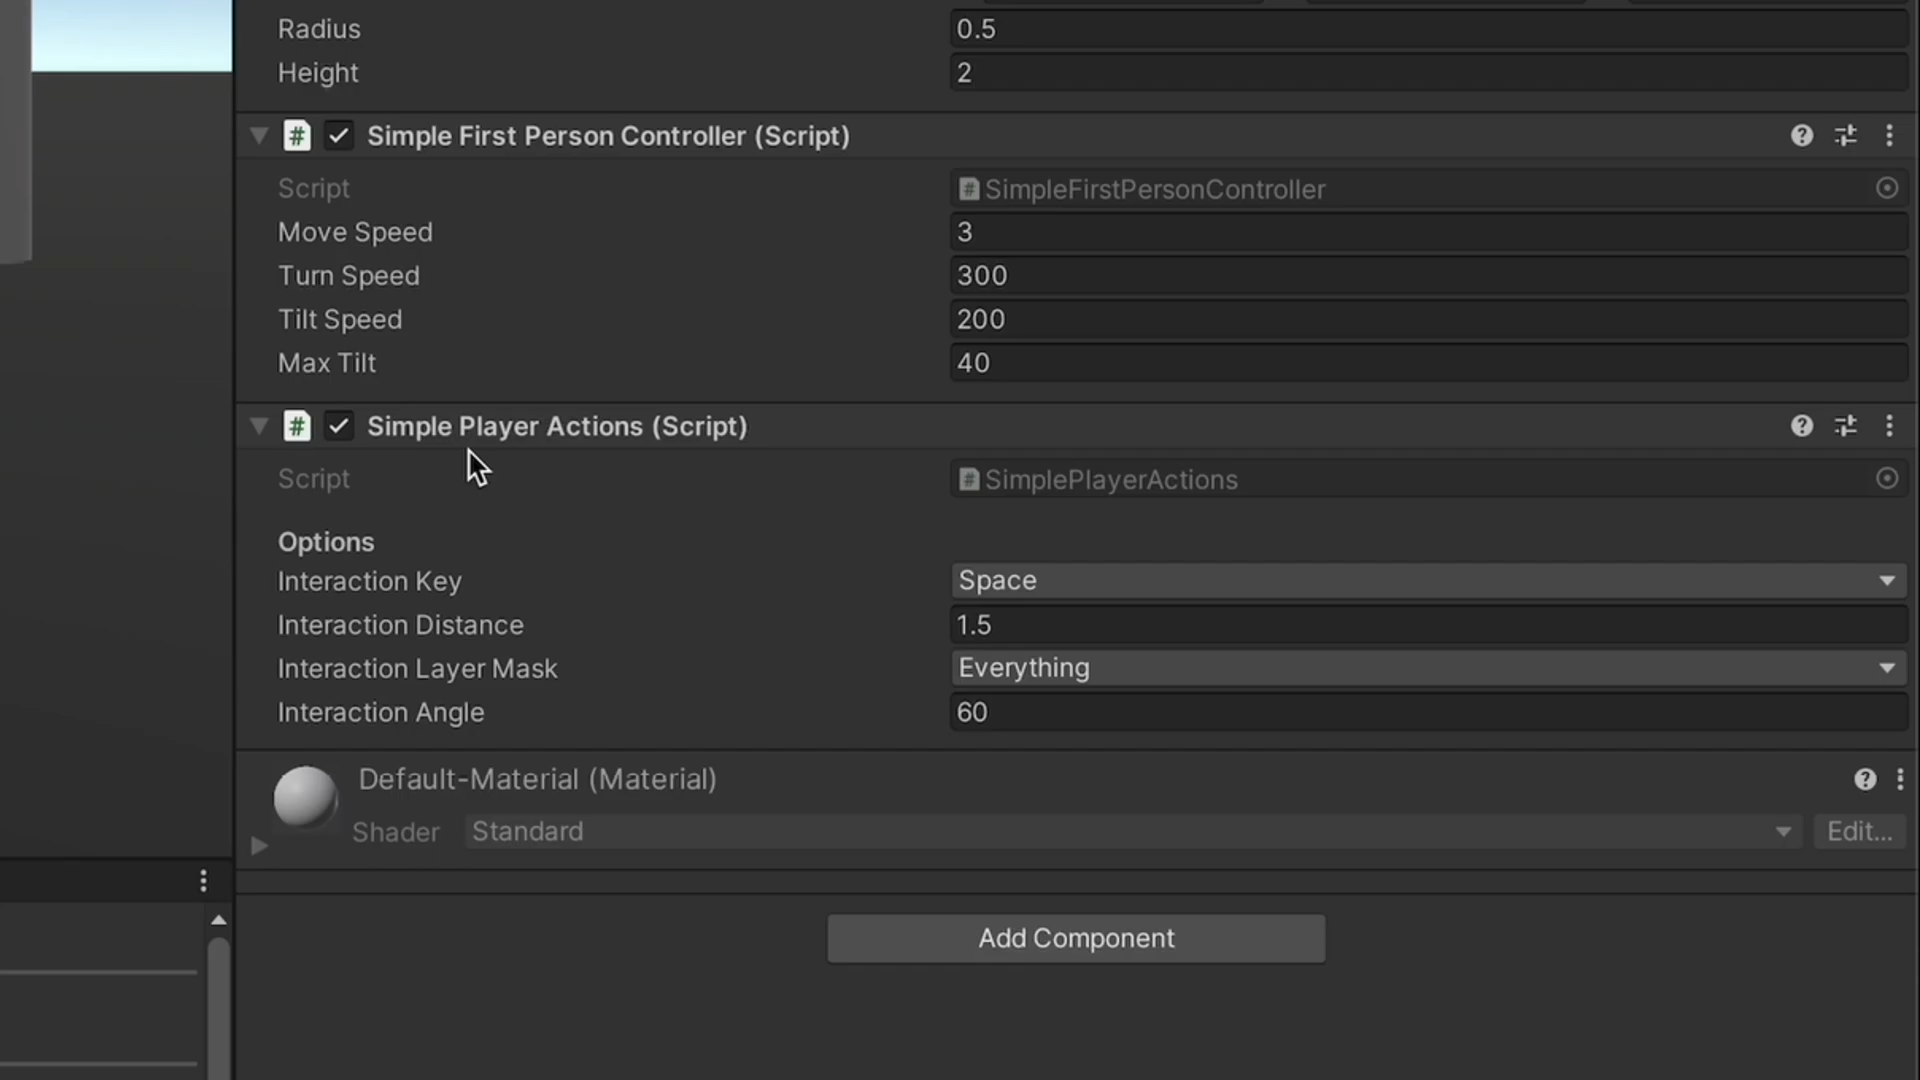 Radius 0.5
Height 2
# Simple First Person Controller (Script)
Script # SimpleFirstPersonController
Move Speed 3
Turn Speed 300
Tilt Speed 200
Max Tilt 40
# Simple Player Actions (Script)
Script # SimplePlayerActions
Options
Interaction Key Space
Interaction Distance 1.5
Interaction Layer Mask Everything
Interaction Angle 60
Default-Material (Material)
Shader Standard Edit...
Add Component